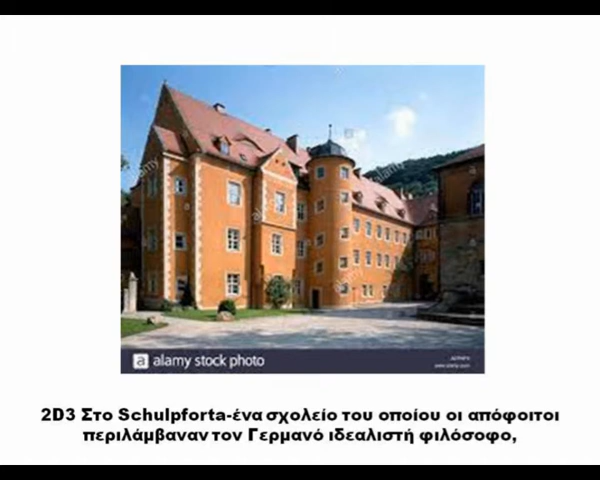 alamy stock photo
2D3 Στο Schulpforta-ένα σχολείο του οποίου οι απόφοιτοι
περιλάμβαναν τον Γερμανό ιδεαλιστή φιλόσοφο,